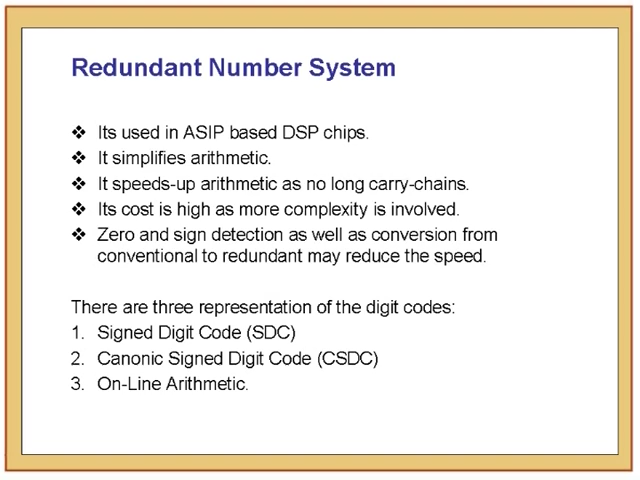 Redundant Number System
❖ Its used in ASIP based DSP chips.
❖ It simplifies arithmetic.
❖ It speeds-up arithmetic as no long carry-chains.
❖ Its cost is high as more complexity is involved.
❖ Zero and sign detection as well as conversion from
conventional to redundant may reduce the speed.
There are three representation of the digit codes:
1. Signed Digit Code (SDC)
2. Canonic Signed Digit Code (CSDC)
3. On-Line Arithmetic.